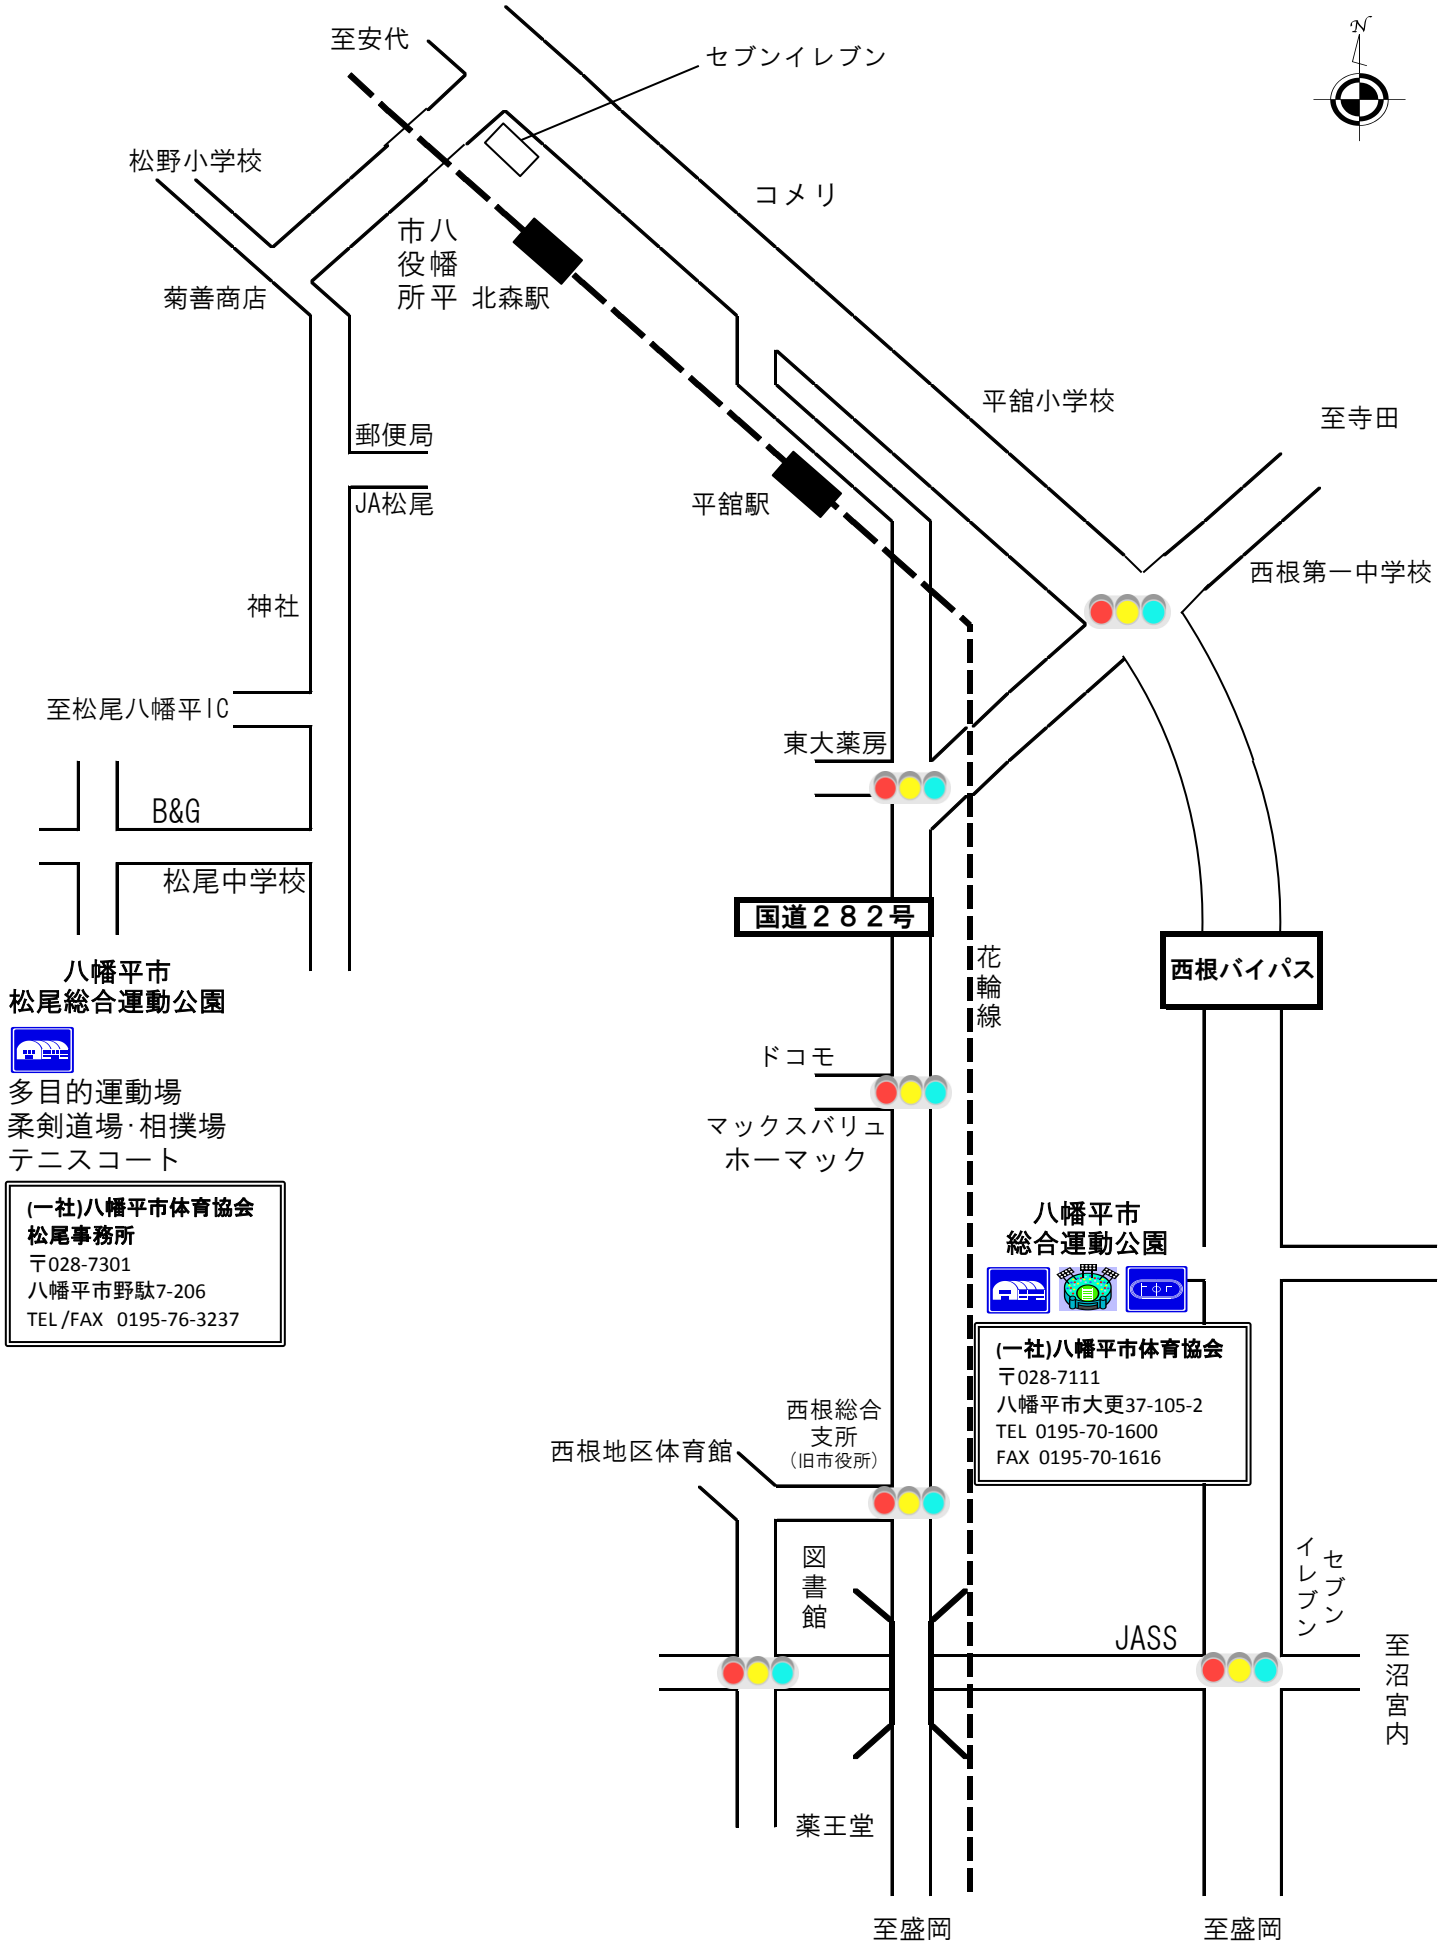 N
至安代
セブンイレブン
松野小学校
コメリ
八幡平
市役所
菊善商店
北森駅
平舘小学校
至寺田
郵便局
JA松尾
平舘駅
西根第一中学校
神社
至松尾八幡平IC
東大薬房
B&G
松尾中学校
国道２８２号
花輪線
西根バイパス
八幡平市
松尾総合運動公園
多目的運動場
柔剣道場･相撲場
テニスコート
(一社)八幡平市体育協会
松尾事務所
〒028-7301
八幡平市野駄7-206
TEL/FAX 0195-76-3237
ドコモ
マックスバリュ
ホーマック
八幡平市
総合運動公園
(一社)八幡平市体育協会
〒028-7111
八幡平市大更37-105-2
TEL 0195-70-1600
FAX 0195-70-1616
西根総合
支所
（旧市役所）
西根地区体育館
図書館
セブン
イレブン
JASS
至沼宮内
薬王堂
至盛岡
至盛岡